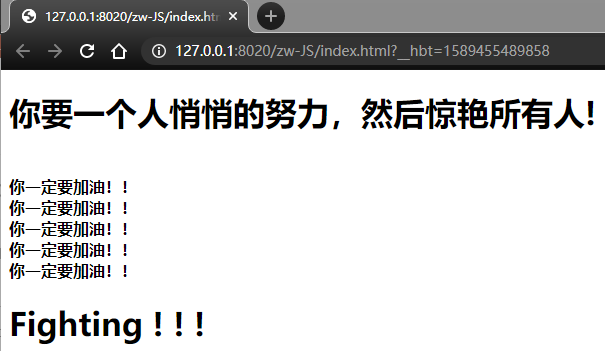 127.0.0.1:8020/zw-JS/index.htm
127.0.0.1:8020/zw-JS/index.html?__hbt=1589455489858
你要一个人悄悄的努力，然后惊艳所有人!
你一定要加油！！
你一定要加油！！
你一定要加油！！
你一定要加油！！
你一定要加油！！
Fighting ! ! !